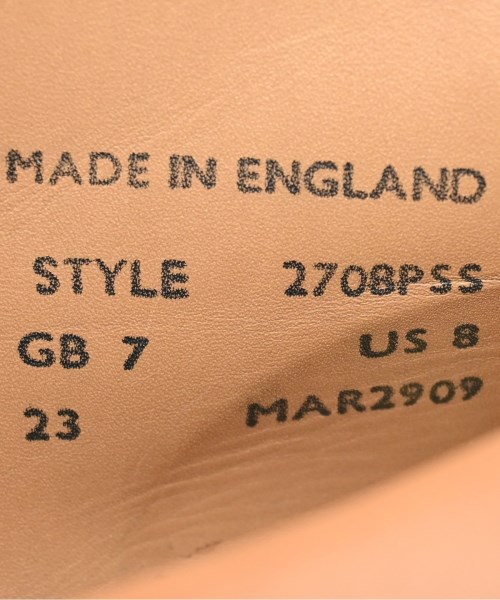 MADE IN ENGLAND
STYLE 2708PSS
GB 7 US 8
23 MAR2909